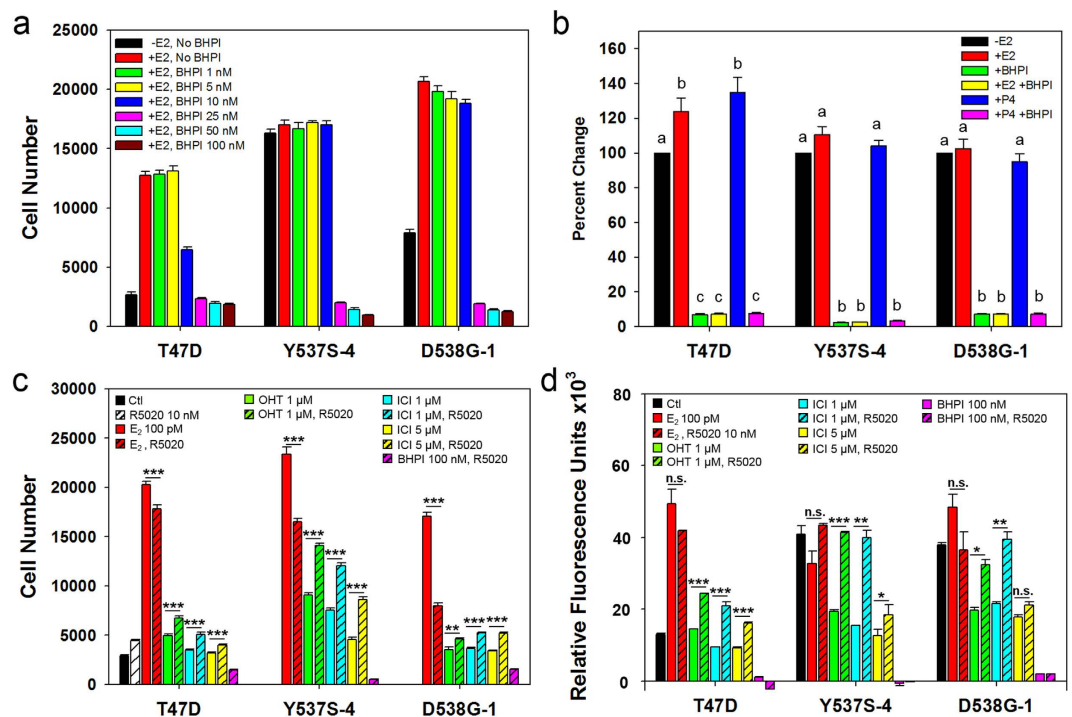 a
25000
20000
15000
10000
5000
0
Cell Number
-E2, No BHPI
+E2, No BHPI
+E2, BHPI 1 nM
+E2, BHPI 5 nM
+E2, BHPI 10 nM
+E2, BHPI 25 nM
+E2, BHPI 50 nM
+E2, BHPI 100 nM
T47D
Y537S-4
D538G-1
b
160
140
120
100
80
60
40
20
0
Percent Change
-E2
+E2
+BHPI
+E2 +BHPI
+P4
+P4 +BHPI
a b c c b c
a a b b a b
a a b b a b
T47D
Y537S-4
D538G-1
c
30000
25000
20000
15000
10000
5000
0
Cell Number
Ctl
R5020 10 nM
E₂ 100 pM
E₂, R5020
OHT 1 µM
OHT 1 µM, R5020
ICI 1 µM
ICI 1 µM, R5020
ICI 5 µM
ICI 5 µM, R5020
BHPI 100 nM, R5020
*** *** *** ***
*** *** *** ***
*** ** *** ***
T47D
Y537S-4
D538G-1
d
80
60
40
20
0
Relative Fluorescence Units x10³
Ctl
E₂ 100 pM
E₂ , R5020 10 nM
OHT 1 µM
OHT 1 µM, R5020
ICI 1 µM
ICI 1 µM, R5020
ICI 5 µM
ICI 5 µM, R5020
BHPI 100 nM
BHPI 100 nM, R5020
n.s. *** *** ***
n.s. *** ** *
n.s. * ** n.s.
T47D
Y537S-4
D538G-1